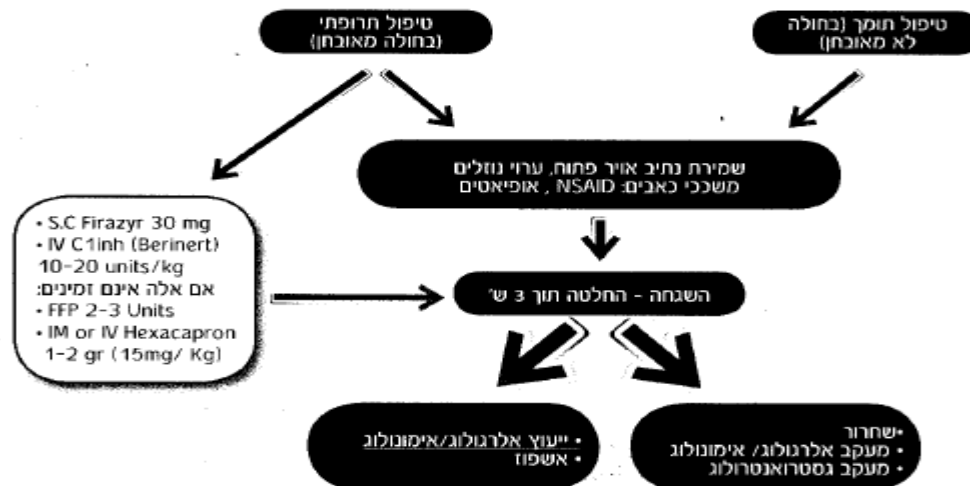 טיפול תומך (בחולה
לא מאובחן)
טיפול תרופתי
(בחולה מאובחן)
שמירת נתיב אויר פתוח, ערוי נוזלים
משככי כאבים: NSAID , אופיאטים
• S.C Firazyr 30 mg
• IV C1inh (Berinert)
10-20 units/kg
אם אלה אינם זמינים:
• FFP 2-3 Units
• IM or IV Hexacapron
1-2 gr (15mg/ Kg)
השגחה - החלטה תוך 3 ש'
•שחרור
• מעקב אלרגולוג/ אימונולוג
• מעקב גסטרואנטרולוג
• ייעוץ אלרגולוג/אימונולוג
• אשפוז